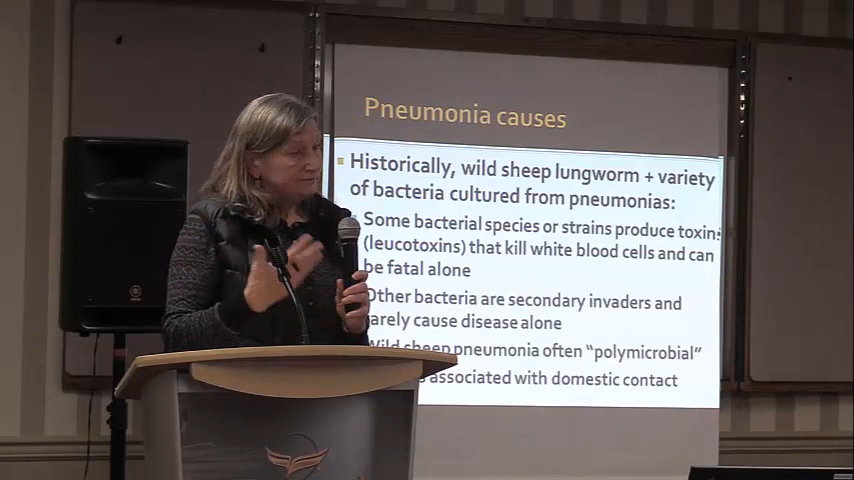 Pneumonia causes
Historically, wild sheep lungworm + variety
of bacteria cultured from pneumonias:
Some bacterial species or strains produce toxins
(leucotoxins) that kill white blood cells and can
be fatal alone
Other bacteria are secondary invaders and
rarely cause disease alone
Wild sheep pneumonia often "polymicrobial"
associated with domestic contact